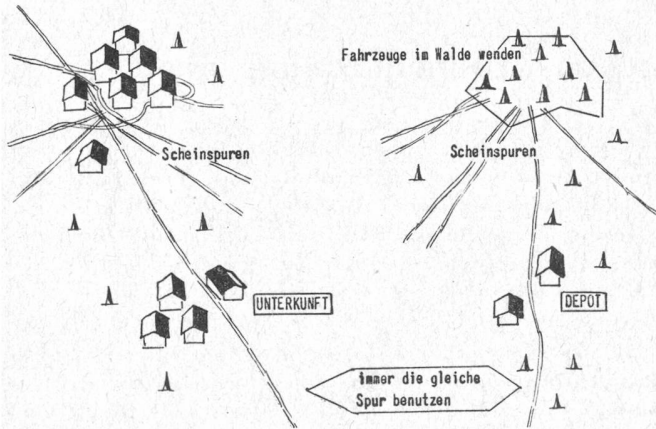 Fahrzeuge im Walde wenden
Scheinspuren
Scheinspuren
UNTERKUNFT
DEPOT
immer die gleiche
Spur benutzen